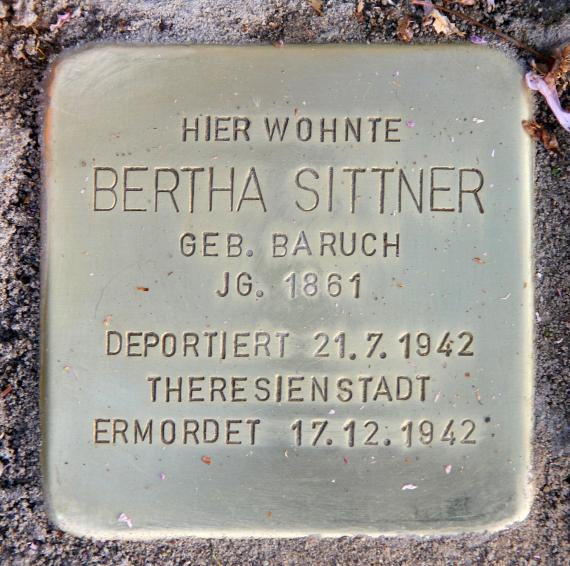 HIER WOHNTE
BERTHA SITTNER
GEB. BARUCH
JG. 1861
DEPORTIERT 21.7.1942
THERESIENSTADT
ERMORDET 17.12.1942